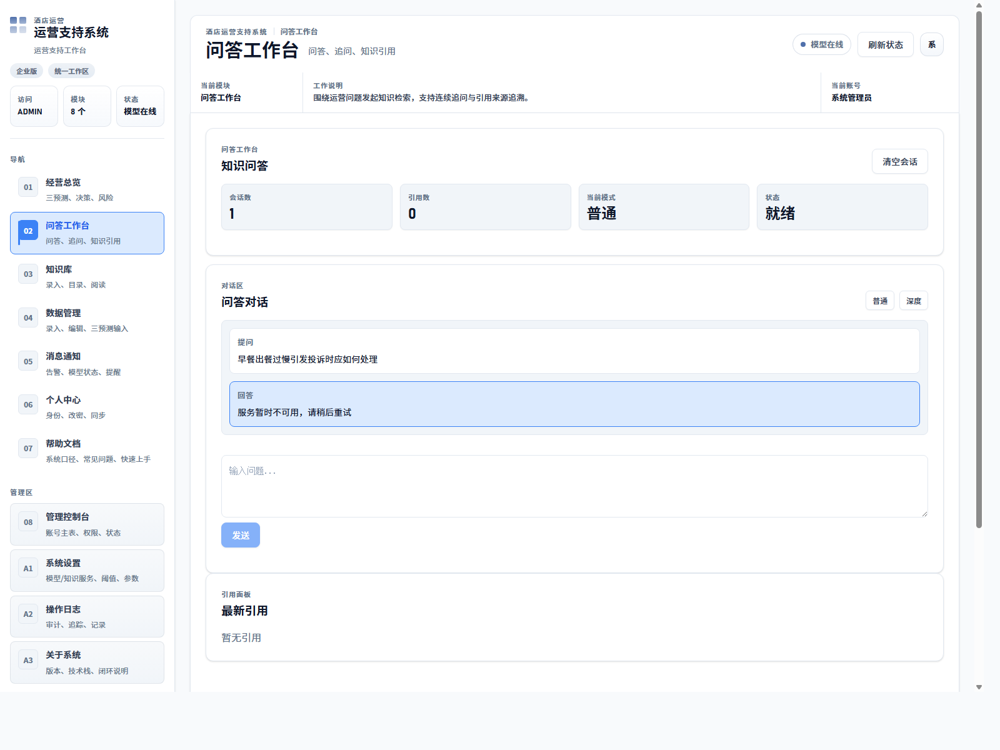 酒店运营
运营支持系统
运营支持工作台
企业版 统一工作区
访问 模块 状态
ADMIN 8 个 模型在线
导航
01 经营总览
三预测、决策、风险
02 问答工作台
问答、追问、知识引用
03 知识库
录入、目录、阅读
04 数据管理
录入、编辑、三预测输入
05 消息通知
告警、模型状态、提醒
06 个人中心
身份、改密、同步
07 帮助文档
系统口径、常见问题、快速上手
管理区
08 管理控制台
账号主表、权限、状态
A1 系统设置
模型/知识服务、阈值、参数
A2 操作日志
审计、追踪、记录
A3 关于系统
版本、技术栈、闭环说明
酒店运营支持系统 问答工作台
问答工作台 问答、追问、知识引用
模型在线 刷新状态 系
当前模块 工作说明 当前账号
问答工作台 围绕运营问题发起知识检索，支持连续追问与引用来源追溯。 系统管理员
问答工作台
知识问答
清空会话
会话数 引用数 当前模式 状态
1 0 普通 就绪
对话区
问答对话
普通 深度
提问
早餐出餐过慢引发投诉时应如何处理
回答
服务暂时不可用，请稍后重试
输入问题...
发送
引用面板
最新引用
暂无引用